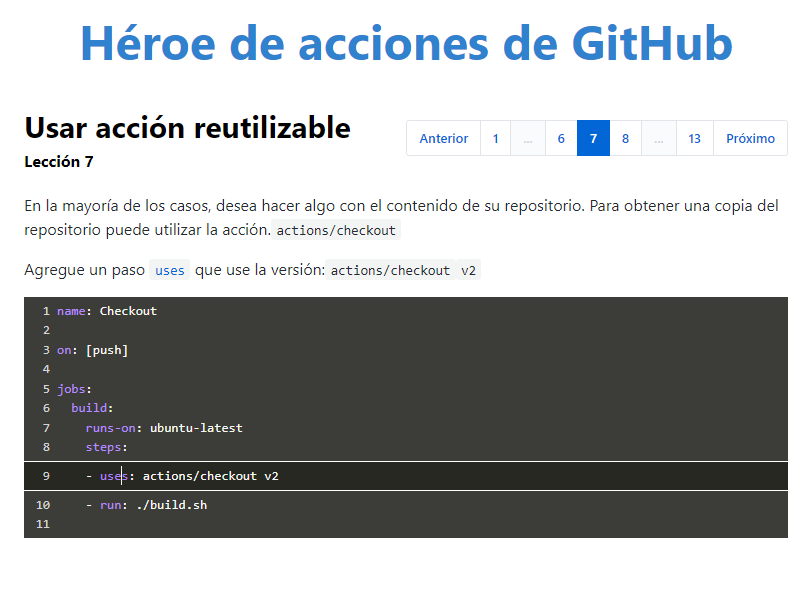 Héroe de acciones de GitHub
Usar acción reutilizable
Anterior 1 ... 6 7 8 ... 13 Próximo
Lección 7
En la mayoría de los casos, desea hacer algo con el contenido de su repositorio. Para obtener una copia del
repositorio puede utilizar la acción. actions/checkout
Agregue un paso uses que use la versión: actions/checkout v2
1 name: Checkout
2
3 on: [push]
4
5 jobs:
6   build:
7     runs-on: ubuntu-latest
8     steps:
9     - uses: actions/checkout v2
10     - run: ./build.sh
11